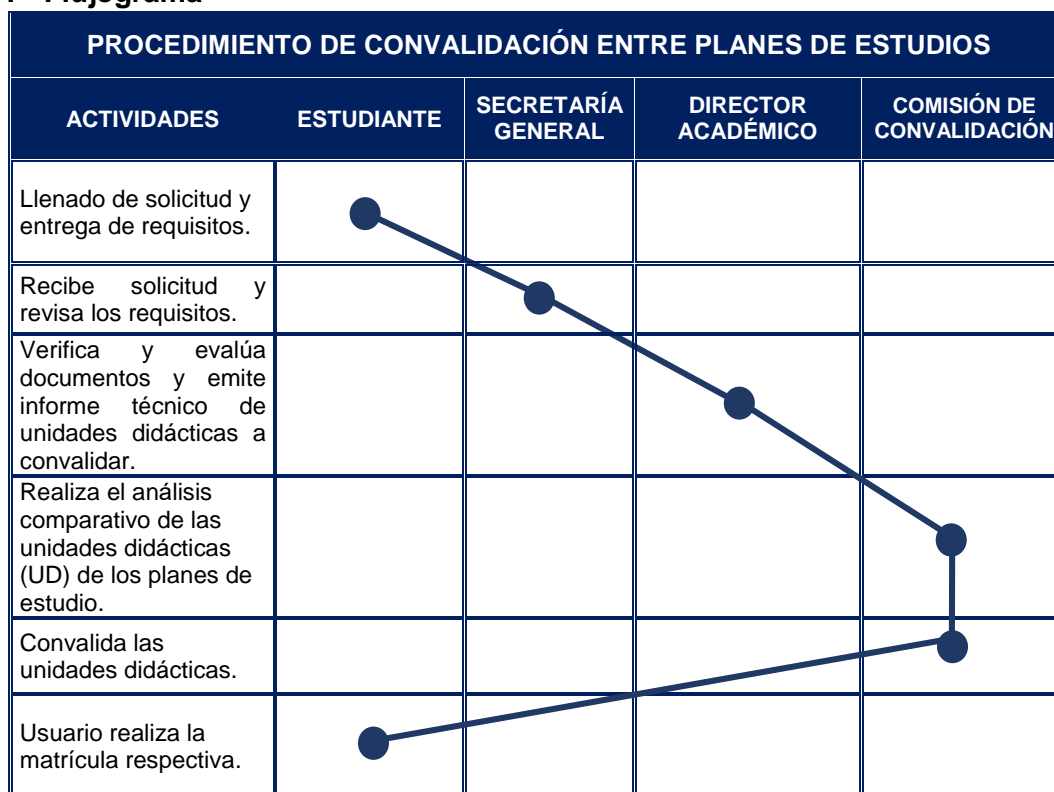 Flujograma
PROCEDIMIENTO DE CONVALIDACIÓN ENTRE PLANES DE ESTUDIOS
ACTIVIDADES
ESTUDIANTE
SECRETARÍA
GENERAL
DIRECTOR
ACADÉMICO
COMISIÓN DE
CONVALIDACIÓN
Llenado de solicitud y
entrega de requisitos.
Recibe solicitud y
revisa los requisitos.
Verifica y evalúa
documentos y emite
informe técnico de
unidades didácticas a
convalidar.
Realiza el análisis
comparativo de las
unidades didácticas
(UD) de los planes de
estudio.
Convalida las
unidades didácticas.
Usuario realiza la
matrícula respectiva.